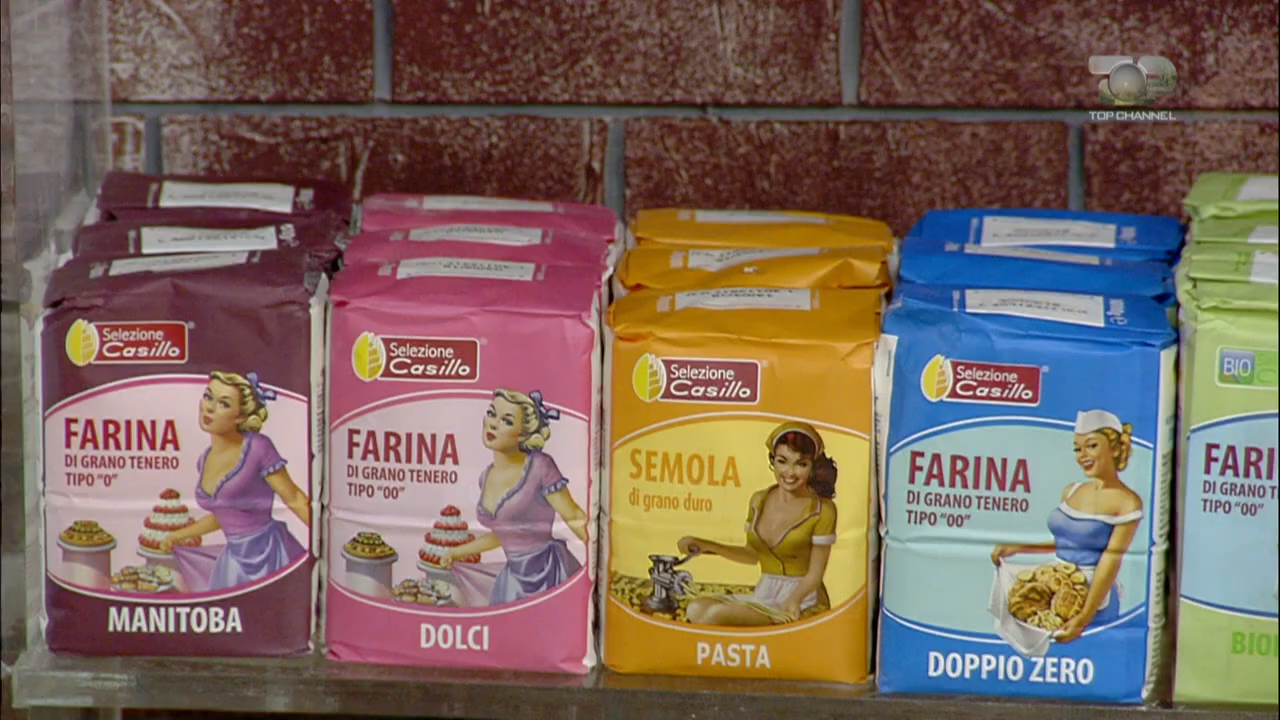 TOP CHANNEL
Selezione
Casillo
FARINA
DI GRANO TENERO
TIPO "0"
MANITOBA
Selezione
Casillo
FARINA
DI GRANO TENERO
TIPO "00"
DOLCI
Selezione
Casillo
SEMOLA
di grano duro
PASTA
Selezione
Casillo
FARINA
DI GRANO TENERO
TIPO "00"
DOPPIO ZERO
BIO
FARI
DI GRANO T
TIPO "00"